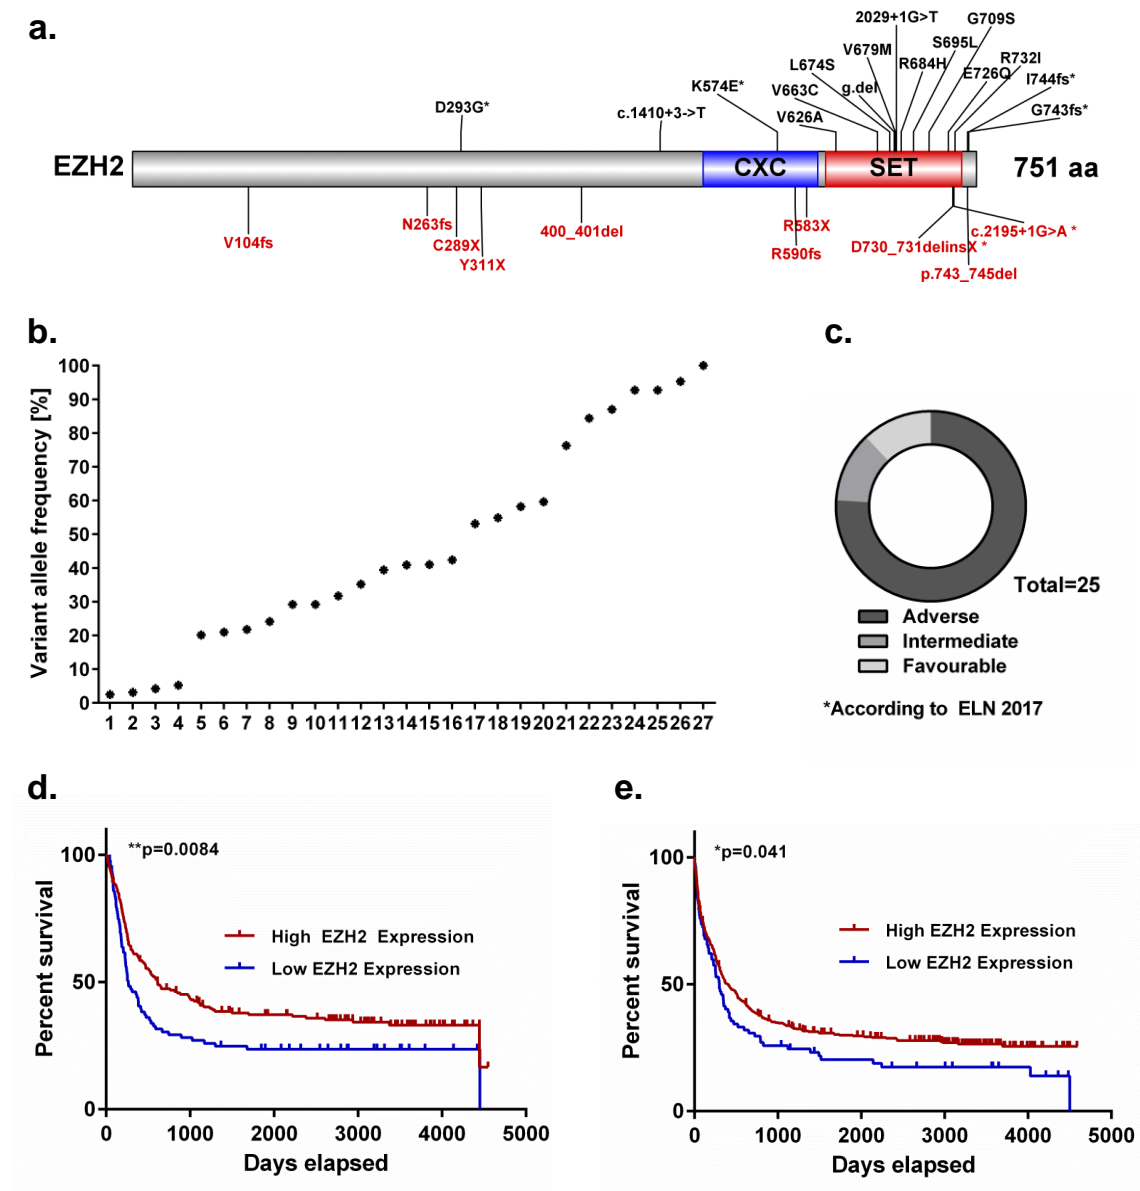 a.
2029+1G>T
G709S
V679M
S695L
L674S
R684H
R732I
E726Q
I744fs*
K574E*
V663C
g.del
D293G*
c.1410+3->T
V626A
G743fs*
EZH2
CXC
SET
751 aa
V104fs
N263fs
C289X
Y311X
400_401del
R583X
R590fs
c.2195+1G>A *
D730_731delinsX *
p.743_745del
b.
Variant allele frequency [%]
100
90
80
70
60
50
40
30
20
10
0
1 2 3 4 5 6 7 8 9 10 11 12 13 14 15 16 17 18 19 20 21 22 23 24 25 26 27
c.
Total=25
Adverse
Intermediate
Favourable
*According to ELN 2017
d.
**p=0.0084
Percent survival
100
50
0
High EZH2 Expression
Low EZH2 Expression
0 1000 2000 3000 4000 5000
Days elapsed
e.
*p=0.041
Percent survival
100
50
0
High EZH2 Expression
Low EZH2 Expression
0 1000 2000 3000 4000 5000
Days elapsed